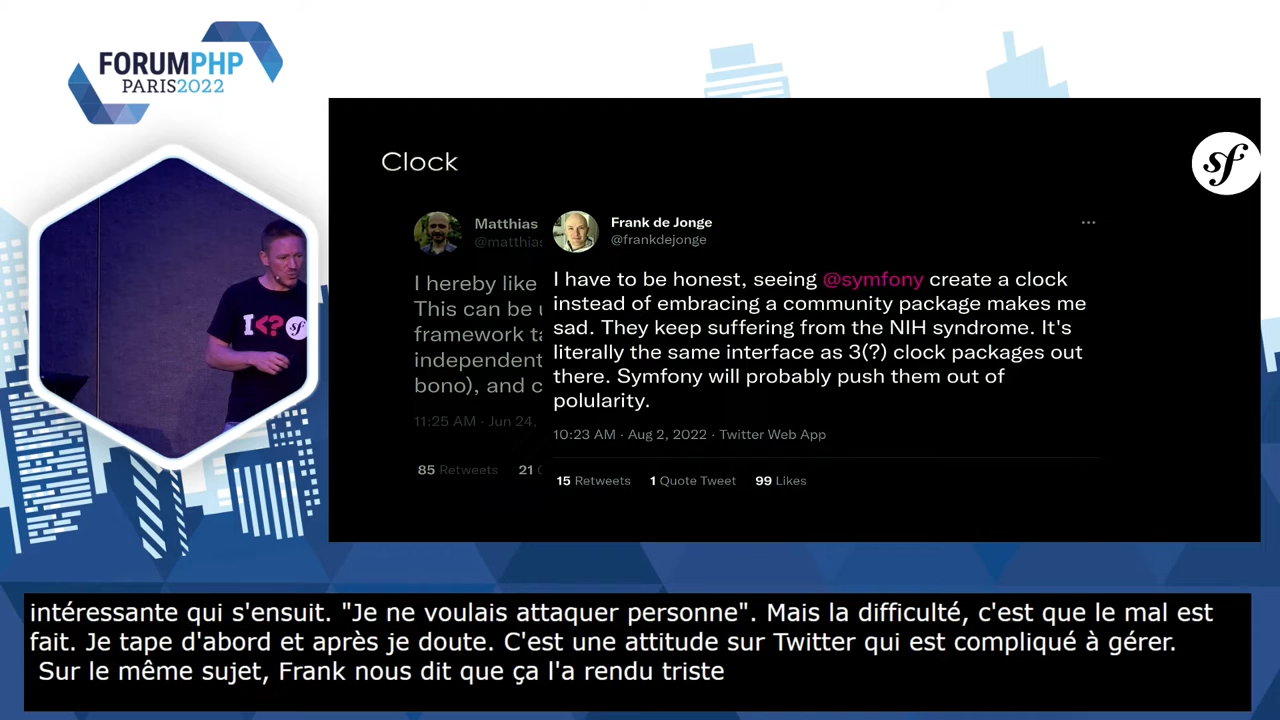 FORUMPHP
PARIS2022
Clock
sf
Matthias
@matthias
I hereby like
This can be
framework ta
independent
bono), and c
11:25 AM · Jun 24,
85 Retweets 21
Frank de Jonge
@frankdejonge
I have to be honest, seeing @symfony create a clock
instead of embracing a community package makes me
sad. They keep suffering from the NIH syndrome. It's
literally the same interface as 3(?) clock packages out
there. Symfony will probably push them out of
polularity.
10:23 AM · Aug 2, 2022 · Twitter Web App
15 Retweets 1 Quote Tweet 99 Likes
I <? sf
intéressante qui s'ensuit. "Je ne voulais attaquer personne". Mais la difficulté, c'est que le mal est
fait. Je tape d'abord et après je doute. C'est une attitude sur Twitter qui est compliqué à gérer.
Sur le même sujet, Frank nous dit que ça l'a rendu triste